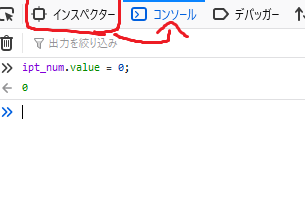 インスペクター コンソール デバッガー
出力を絞り込み
ipt_num.value = 0;
0